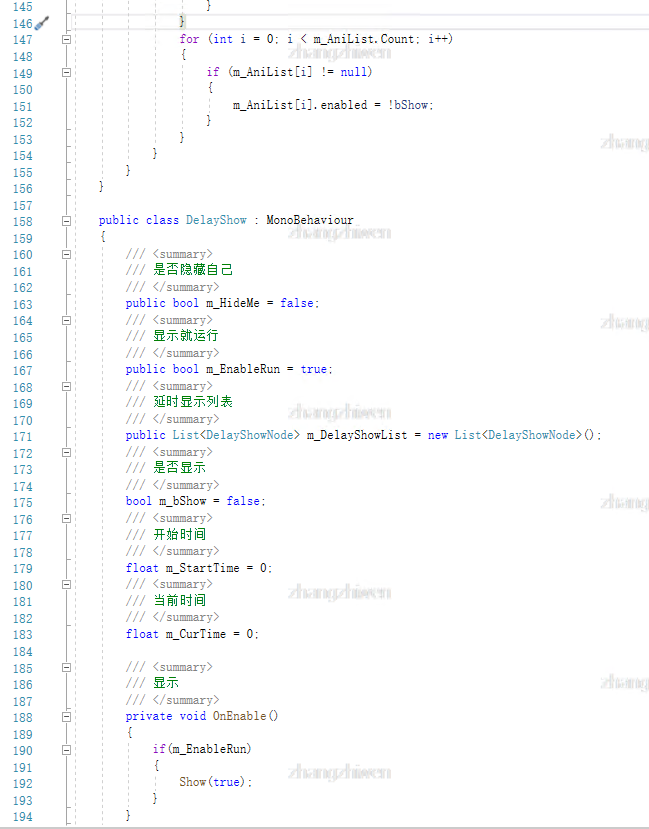 145 }
146 }
147 for (int i = 0; i < m_AniList.Count; i++)
148 {
149 if (m_AniList[i] != null)
150 {
151 m_AniList[i].enabled = !bShow;
152 }
153 }
154 }
155 }
156 }
157
158 public class DelayShow : MonoBehaviour
159 {
160 /// <summary>
161 /// 是否隐藏自己
162 /// </summary>
163 public bool m_HideMe = false;
164 /// <summary>
165 /// 显示就运行
166 /// </summary>
167 public bool m_EnableRun = true;
168 /// <summary>
169 /// 延时显示列表
170 /// </summary>
171 public List<DelayShowNode> m_DelayShowList = new List<DelayShowNode>();
172 /// <summary>
173 /// 是否显示
174 /// </summary>
175 bool m_bShow = false;
176 /// <summary>
177 /// 开始时间
178 /// </summary>
179 float m_StartTime = 0;
180 /// <summary>
181 /// 当前时间
182 /// </summary>
183 float m_CurTime = 0;
184
185 /// <summary>
186 /// 显示
187 /// </summary>
188 private void OnEnable()
189 {
190 if(m_EnableRun)
191 {
192 Show(true);
193 }
194 }